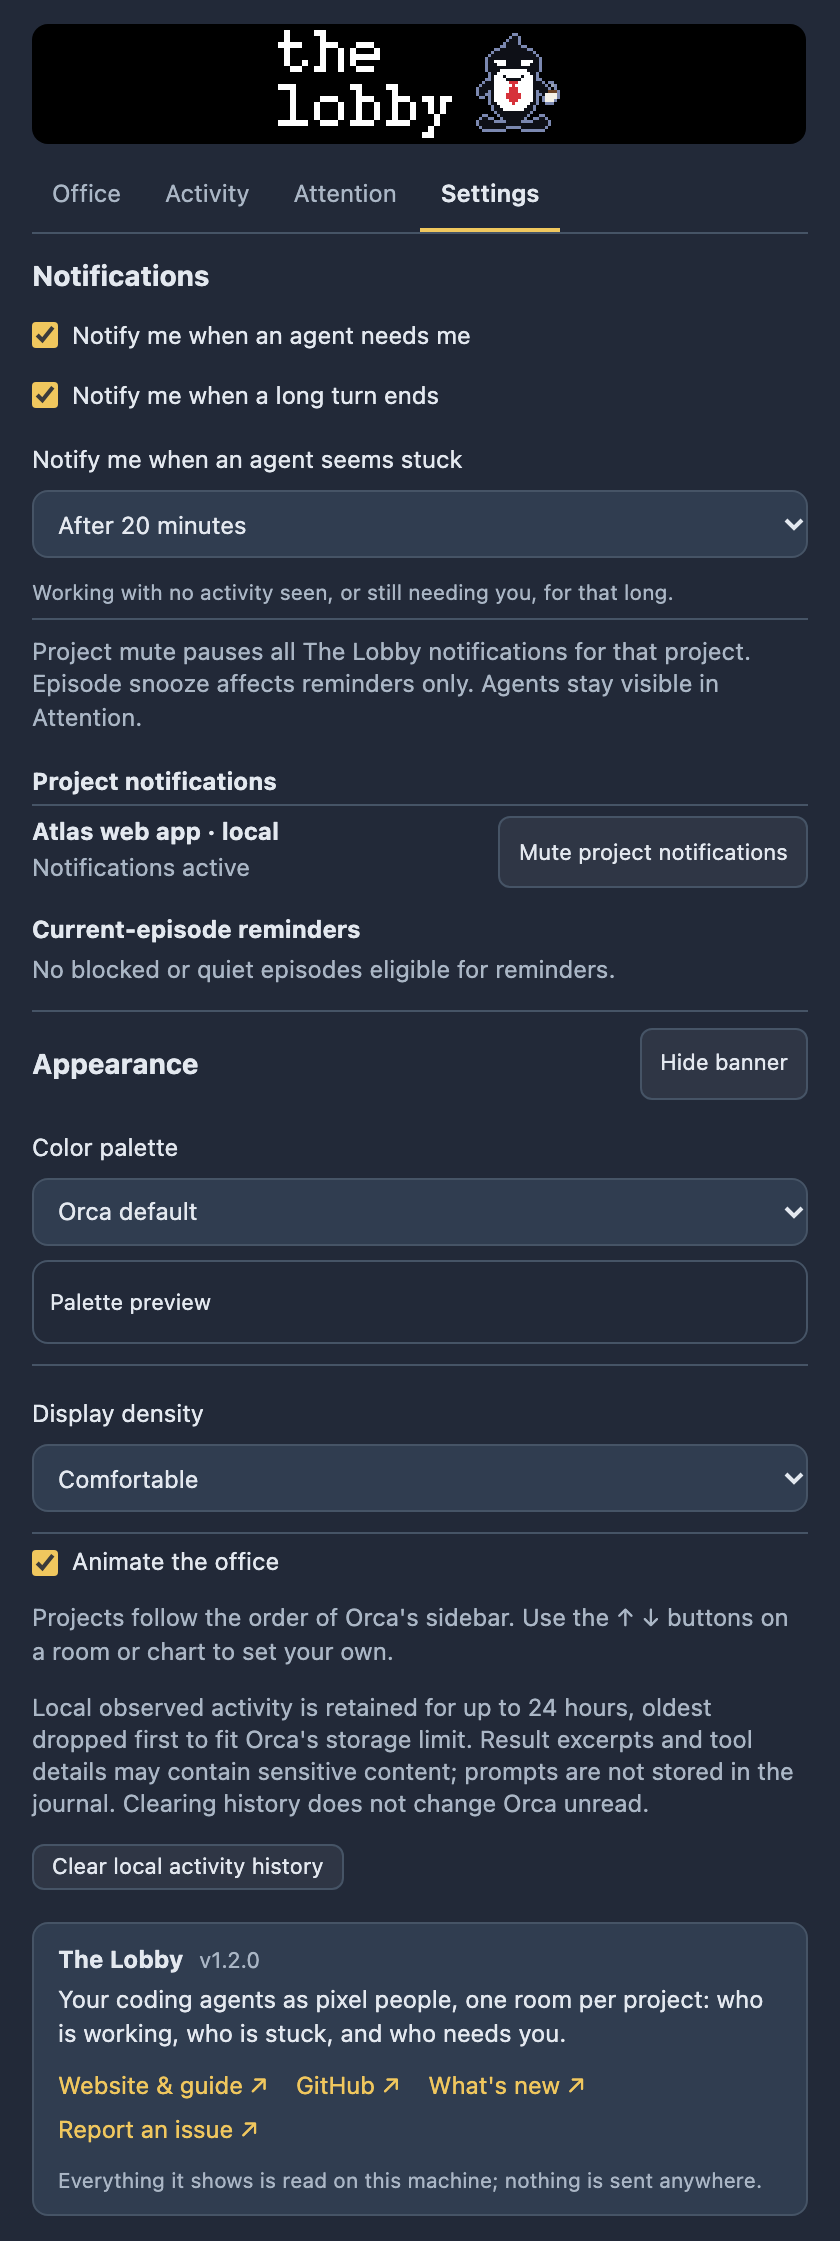 the
lobby
Office Activity Attention Settings
Notifications
Notify me when an agent needs me
Notify me when a long turn ends
Notify me when an agent seems stuck
After 20 minutes
Working with no activity seen, or still needing you, for that long.
Project mute pauses all The Lobby notifications for that project.
Episode snooze affects reminders only. Agents stay visible in
Attention.
Project notifications
Atlas web app · local
Notifications active
Mute project notifications
Current-episode reminders
No blocked or quiet episodes eligible for reminders.
Appearance
Hide banner
Color palette
Orca default
Palette preview
Display density
Comfortable
Animate the office
Projects follow the order of Orca's sidebar. Use the ↑ ↓ buttons on
a room or chart to set your own.
Local observed activity is retained for up to 24 hours, oldest
dropped first to fit Orca's storage limit. Result excerpts and tool
details may contain sensitive content; prompts are not stored in the
journal. Clearing history does not change Orca unread.
Clear local activity history
The Lobby v1.2.0
Your coding agents as pixel people, one room per project: who
is working, who is stuck, and who needs you.
Website & guide ↗ GitHub ↗ What's new ↗
Report an issue ↗
Everything it shows is read on this machine; nothing is sent anywhere.